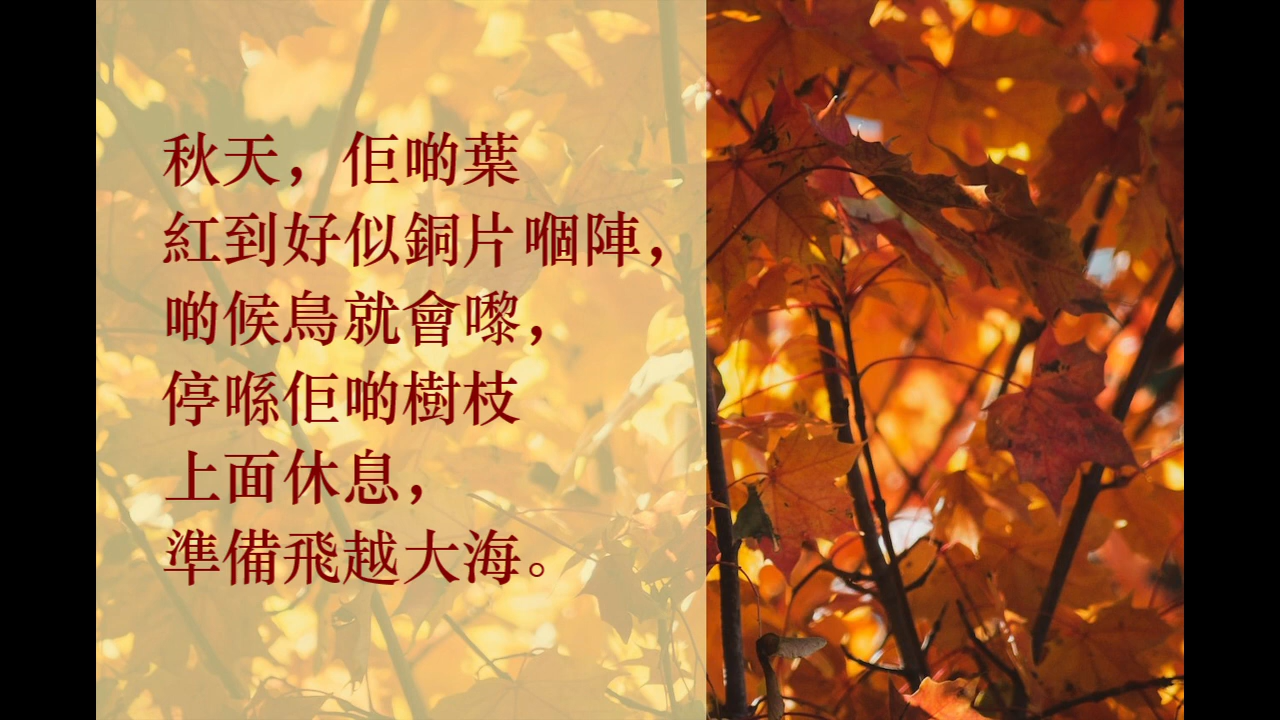 秋天，佢啲葉
紅到好似銅片嗰陣，
啲候鳥就會嚟，
停喺佢啲樹枝
上面休息，
準備飛越大海。